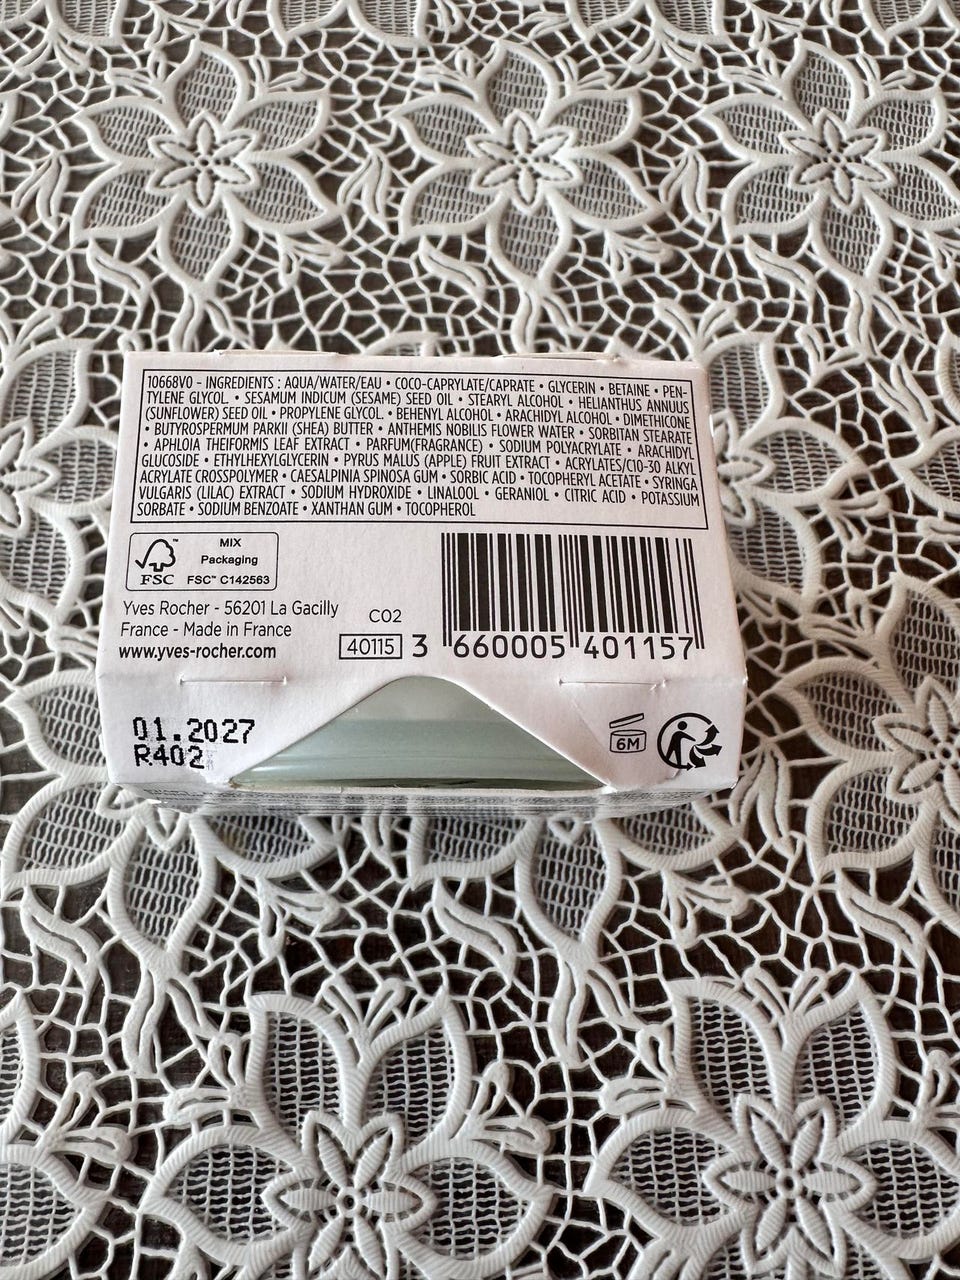 10668V0 - INGREDIENTS : AQUA/WATER/EAU • COCO-CAPRYLATE/CAPRATE • GLYCERIN • BETAINE • PEN-
TYLENE GLYCOL. • SESAMUM INDICUM (SESAME) SEED OIL • STEARYL ALCOHOL • HELIANTHUS ANNUUS
(SUNFLOWER) SEED OIL • PROPYLENE GLYCOL. • BEHENYL ALCOHOL • ARACHIDYL ALCOHOL • DIMETHICONE
• BUTYROSPERMUM PARKII (SHEA) BUTTER • ANTHEMIS NOBILIS FLOWER WATER • SORBITAN STEARATE
• APHLOIA THEIFORMIS LEAF EXTRACT • PARFUM(FRAGRANCE) • SODIUM POLYACRYLATE • ARACHIDYL
GLUCOSIDE • ETHYLHEXYLGLYCERIN • PYRUS MALUS (APPLE) FRUIT EXTRACT • ACRYLATES/C10-30 ALKYL
ACRYLATE CROSSPOLYMER • CAESALPINIA SPINOSA GUM • SORBIC ACID • TOCOPHERYL ACETATE • SYRINGA
VULGARIS (LILAC) EXTRACT • SODIUM HYDROXIDE • LINALOOL • GERANIOL • CITRIC ACID • POTASSIUM
SORBATE • SODIUM BENZOATE • XANTHAN GUM • TOCOPHEROL
MIX
Packaging
FSC™ FSC™ C142563
Yves Rocher - 56201 La Gacilly
France - Made in France
www.yves-rocher.com
C02
40115
3 660005 401157
01.2027
R402
6M